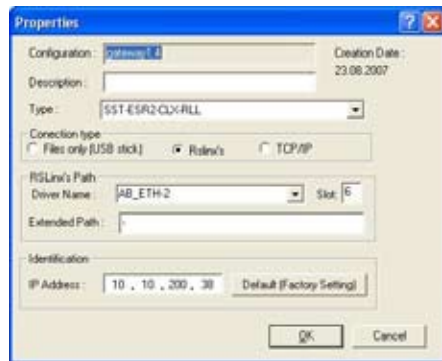 Properties
Configuration : gateway1.4 Creation Date :
23.08.2007
Description :
Type : SST-ESR2-CLX-RLL
Conection type
Files only (USB stick) Rslinx's TCP/IP
RSLinx's Path
Driver Name : AB_ETH-2 Slot: 6
Extended Path : -
Identification
IP Address : 10 . 10 . 200 . 38 Default (Factory Setting)
OK Cancel